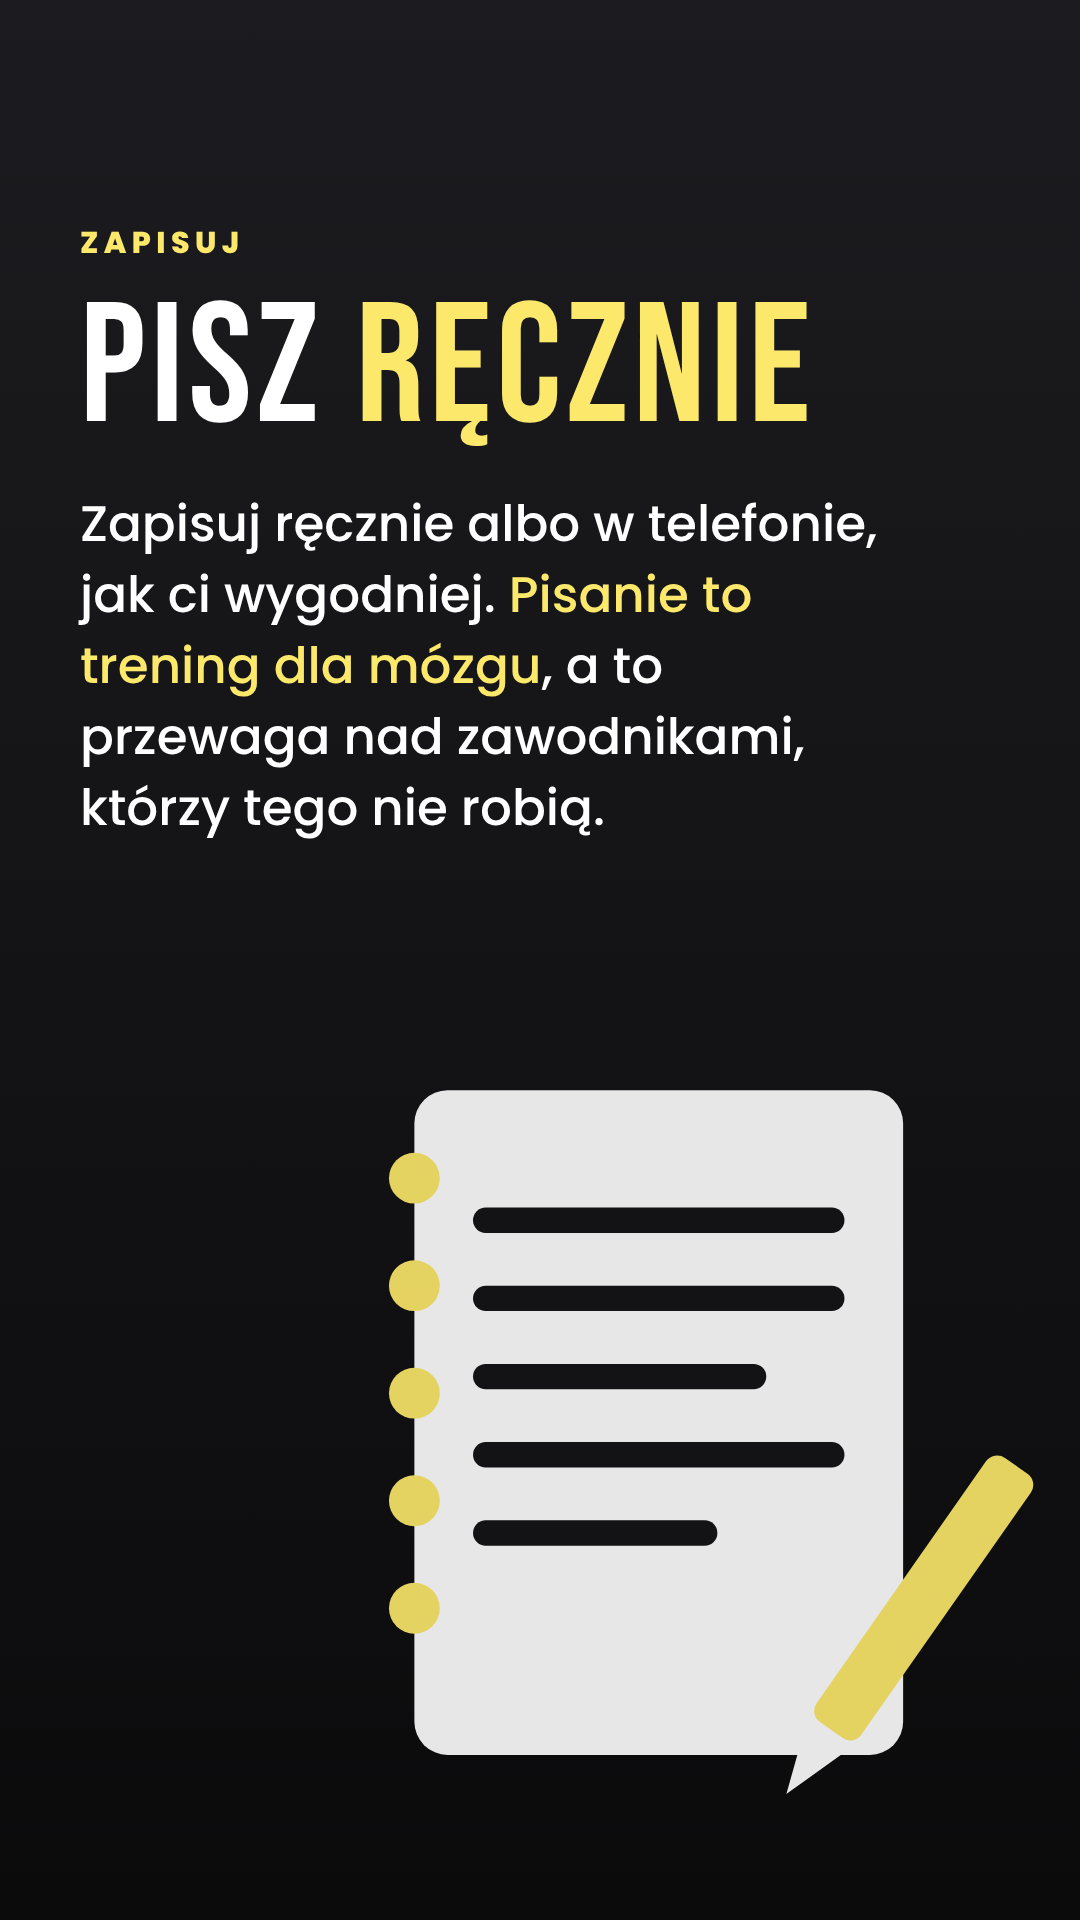 ZAPISUJ
PISZ RĘCZNIE
Zapisuj ręcznie albo w telefonie,
jak ci wygodniej. Pisanie to
trening dla mózgu, a to
przewaga nad zawodnikami,
którzy tego nie robią.